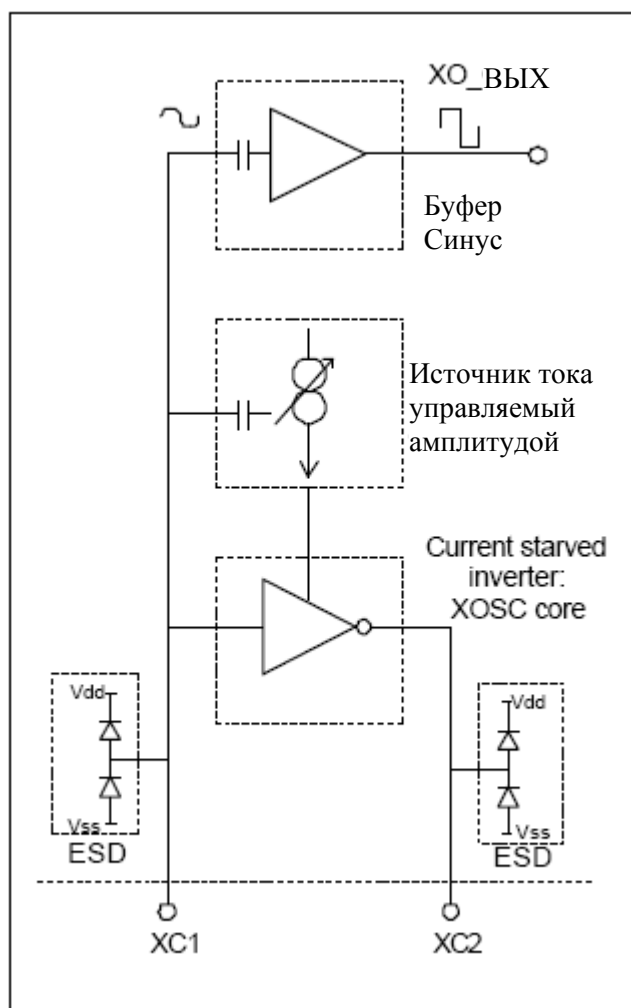 XO_ВЫХ
Буфер
Синус
Источник тока
управляемый
амплитудой
Current starved
inverter:
XOSC core
Vdd
Vss
ESD
Vdd
Vss
ESD
XC1
XC2